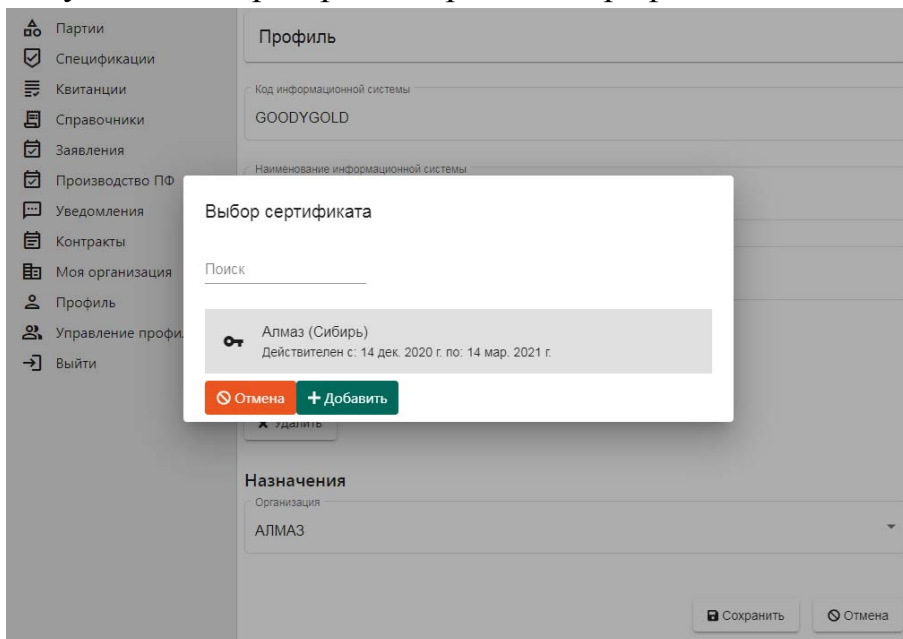 Партии
Спецификации
Квитанции
Справочники
Заявления
Производство ПФ
Уведомления
Контракты
Моя организация
Профиль
Управление профи
Выйти
Профиль
Код информационной системы
GOODYGOLD
Наименование информационной системы
Выбор сертификата
Поиск
Алмаз (Сибирь)
Действителен с: 14 дек. 2020 г. по: 14 мар. 2021 г.
Отмена
Добавить
Удалить
Назначения
Организация
АЛМАЗ
Сохранить
Отмена